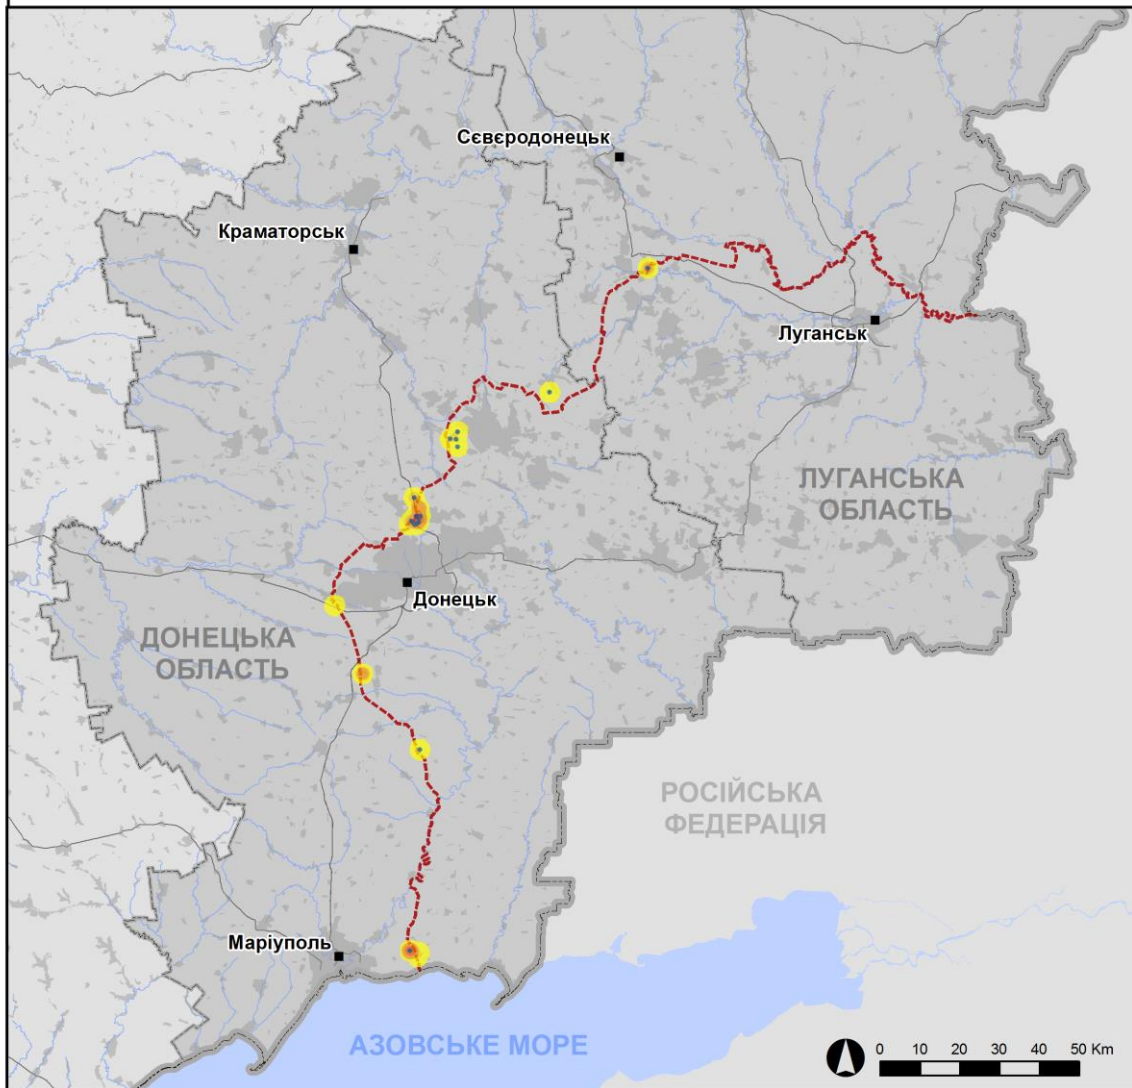 Сєвєродонецьк
Краматорськ
Луганськ
ЛУГАНСЬКА
ОБЛАСТЬ
Донецьк
ДОНЕЦЬКА
ОБЛАСТЬ
РОСІЙСЬКА
ФЕДЕРАЦІЯ
Маріуполь
АЗОВСЬКЕ МОРЕ
0 10 20 30 40 50 Km